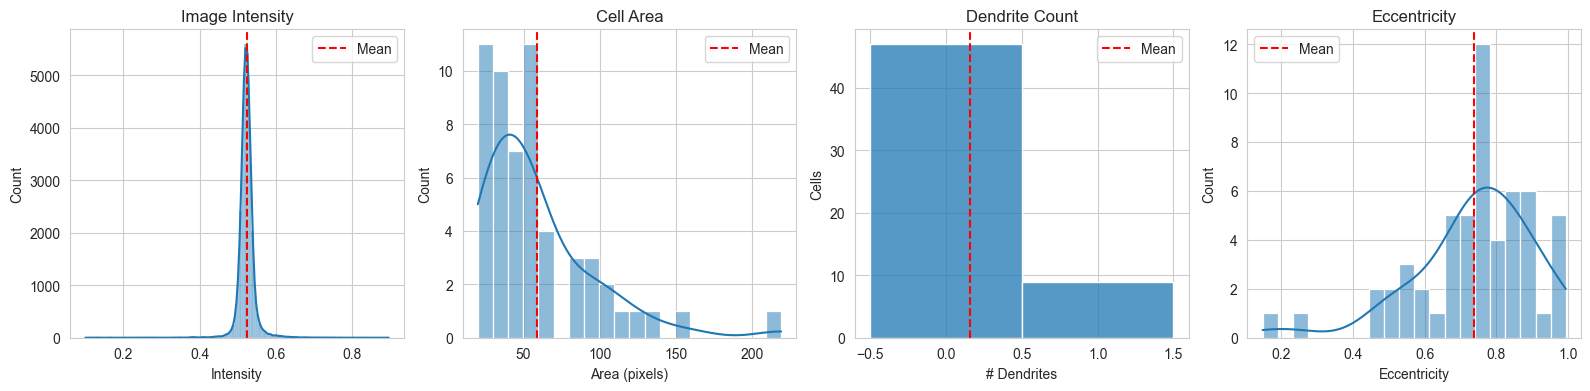 Image Intensity
Mean
Count
5000
4000
3000
2000
1000
0
0.2
0.4
0.6
0.8
Intensity
Cell Area
Mean
Count
10
8
6
4
2
0
50
100
150
200
Area (pixels)
Dendrite Count
Mean
Cells
40
30
20
10
0
−0.5
0.0
0.5
1.0
1.5
# Dendrites
Eccentricity
Mean
Count
12
10
8
6
4
2
0
0.2
0.4
0.6
0.8
1.0
Eccentricity